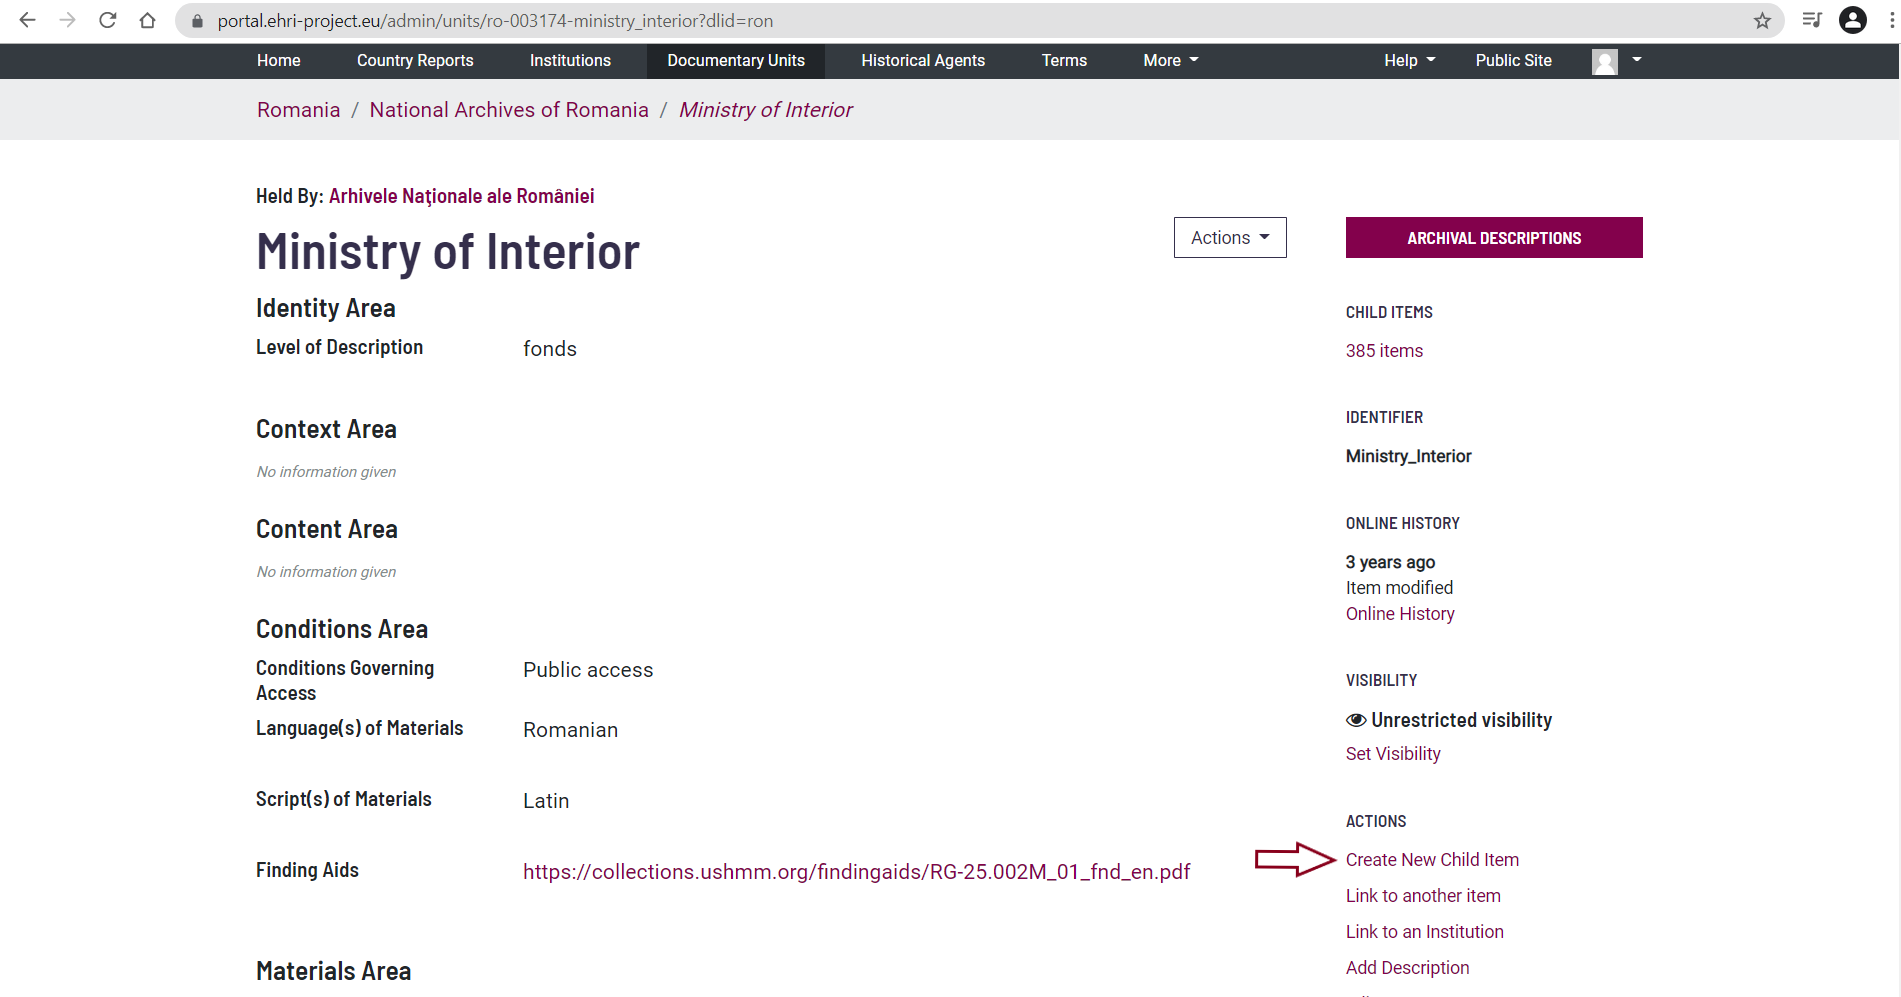 portal.ehri-project.eu/admin/units/ro-003174-ministry_interior?dlid=ron
Home Country Reports Institutions Documentary Units Historical Agents Terms More Help Public Site
Romania / National Archives of Romania / Ministry of Interior
Held By: Arhivele Naţionale ale României
Ministry of Interior
Actions
Identity Area
Level of Description fonds
Context Area
No information given
Content Area
No information given
Conditions Area
Conditions Governing Access Public access
Language(s) of Materials Romanian
Script(s) of Materials Latin
Finding Aids https://collections.ushmm.org/findingaids/RG-25.002M_01_fnd_en.pdf
Materials Area
ARCHIVAL DESCRIPTIONS
CHILD ITEMS
385 items
IDENTIFIER
Ministry_Interior
ONLINE HISTORY
3 years ago
Item modified
Online History
VISIBILITY
Unrestricted visibility
Set Visibility
ACTIONS
Create New Child Item
Link to another item
Link to an Institution
Add Description